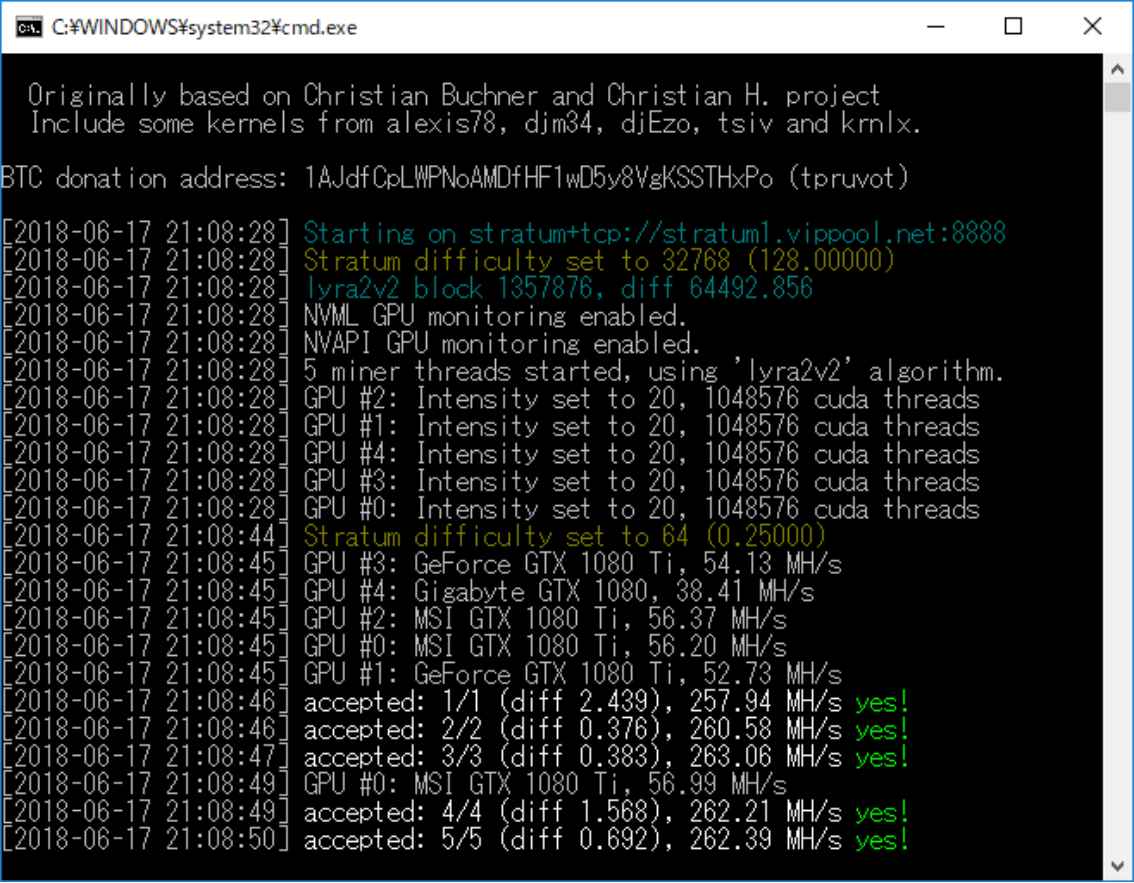 C:¥WINDOWS¥system32¥cmd.exe
Originally based on Christian Buchner and Christian H. project
Include some kernels from alexis78, djm34, djEzo, tsiv and krnlx.
BTC donation address: 1AJdfCpLWPNoAMDfHF1wD5y8VgKSSTHxPo (tpruvot)
[2018-06-17 21:08:28] Starting on stratum+tcp://stratum1.vippool.net:8888
[2018-06-17 21:08:28] Stratum difficulty set to 32768 (128.00000)
[2018-06-17 21:08:28] lyra2v2 block 1357876, diff 64492.856
[2018-06-17 21:08:28] NVML GPU monitoring enabled.
[2018-06-17 21:08:28] NVAPI GPU monitoring enabled.
[2018-06-17 21:08:28] 5 miner threads started, using 'lyra2v2' algorithm.
[2018-06-17 21:08:28] GPU #2: Intensity set to 20, 1048576 cuda threads
[2018-06-17 21:08:28] GPU #1: Intensity set to 20, 1048576 cuda threads
[2018-06-17 21:08:28] GPU #4: Intensity set to 20, 1048576 cuda threads
[2018-06-17 21:08:28] GPU #3: Intensity set to 20, 1048576 cuda threads
[2018-06-17 21:08:28] GPU #0: Intensity set to 20, 1048576 cuda threads
[2018-06-17 21:08:44] Stratum difficulty set to 64 (0.25000)
[2018-06-17 21:08:45] GPU #3: GeForce GTX 1080 Ti, 54.13 MH/s
[2018-06-17 21:08:45] GPU #4: Gigabyte GTX 1080, 38.41 MH/s
[2018-06-17 21:08:45] GPU #2: MSI GTX 1080 Ti, 56.37 MH/s
[2018-06-17 21:08:45] GPU #0: MSI GTX 1080 Ti, 56.20 MH/s
[2018-06-17 21:08:45] GPU #1: GeForce GTX 1080 Ti, 52.73 MH/s
[2018-06-17 21:08:46] accepted: 1/1 (diff 2.439), 257.94 MH/s yes!
[2018-06-17 21:08:46] accepted: 2/2 (diff 0.376), 260.58 MH/s yes!
[2018-06-17 21:08:47] accepted: 3/3 (diff 0.383), 263.06 MH/s yes!
[2018-06-17 21:08:49] GPU #0: MSI GTX 1080 Ti, 56.99 MH/s
[2018-06-17 21:08:49] accepted: 4/4 (diff 1.568), 262.21 MH/s yes!
[2018-06-17 21:08:50] accepted: 5/5 (diff 0.692), 262.39 MH/s yes!